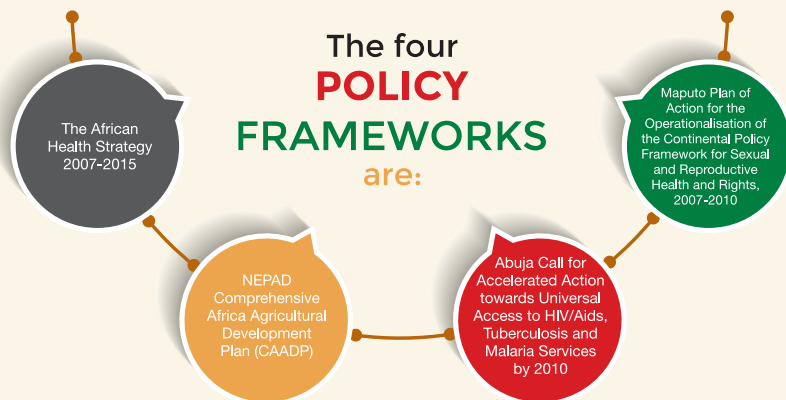 The four
POLICY
FRAMEWORKS
are:
The African
Health Strategy
2007-2015
NEPAD
Comprehensive
Africa Agricultural
Development
Plan (CAADP)
Abuja Call for
Accelerated Action
towards Universal
Access to HIV/Aids,
Tuberculosis and
Malaria Services
by 2010
Maputo Plan of
Action for the
Operationalisation of
the Continental Policy
Framework for Sexual
and Reproductive
Health and Rights,
2007-2010